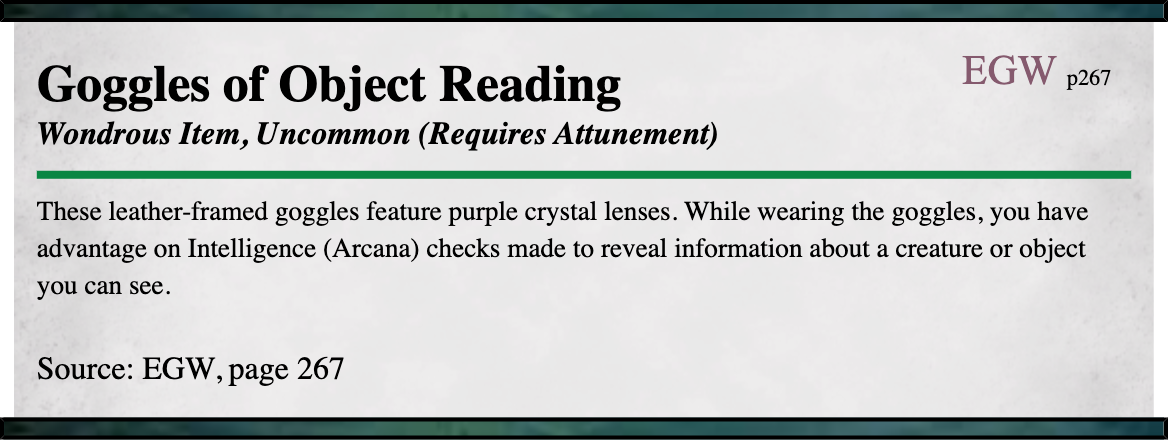 Goggles of Object Reading
EGW p267
Wondrous Item, Uncommon (Requires Attunement)
These leather-framed goggles feature purple crystal lenses. While wearing the goggles, you have
advantage on Intelligence (Arcana) checks made to reveal information about a creature or object
you can see.
Source: EGW, page 267